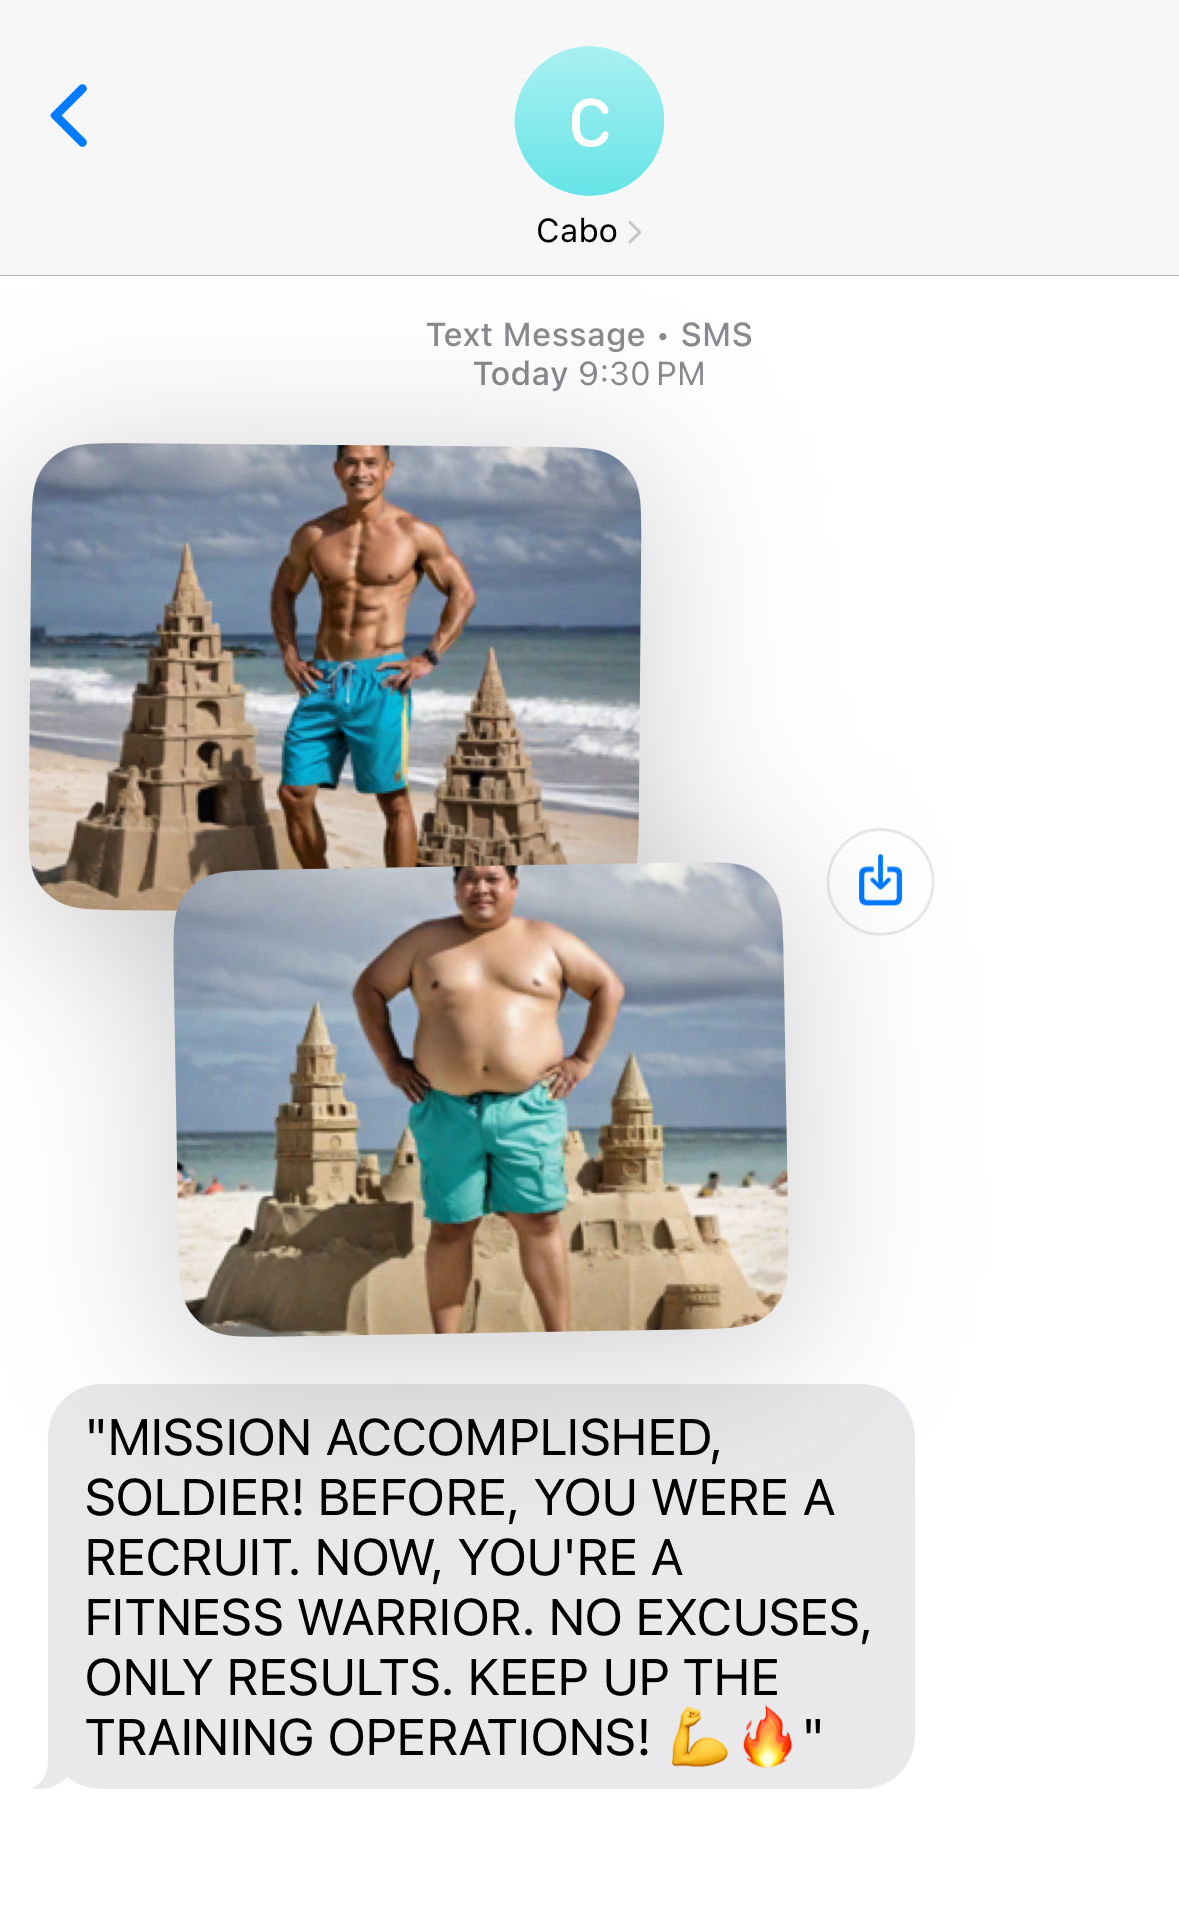 C
Cabo
Text Message • SMS
Today 9:30 PM
"MISSION ACCOMPLISHED,
SOLDIER! BEFORE, YOU WERE A
RECRUIT. NOW, YOU'RE A
FITNESS WARRIOR. NO EXCUSES,
ONLY RESULTS. KEEP UP THE
TRAINING OPERATIONS! 💪🔥"